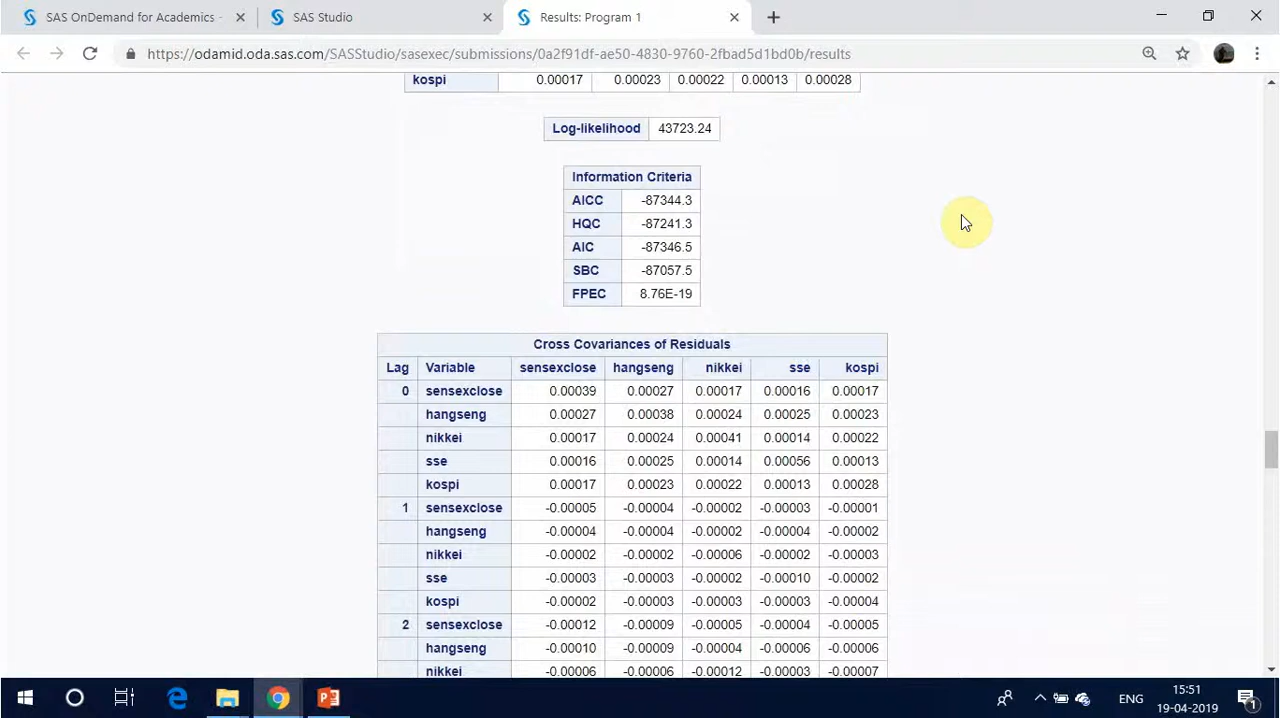 SAS OnDemand for Academics -
SAS Studio
Results: Program 1
https://odamid.oda.sas.com/SASStudio/sasexec/submissions/0a2f91df-ae50-4830-9760-2fbad5d1bd0b/results
kospi 0.00017 0.00023 0.00022 0.00013 0.00028
Log-likelihood 43723.24
Information Criteria
AICC -87344.3
HQC -87241.3
AIC -87346.5
SBC -87057.5
FPEC 8.76E-19
Cross Covariances of Residuals
Lag Variable sensexclose hangseng nikkei sse kospi
0 sensexclose 0.00039 0.00027 0.00017 0.00016 0.00017
hangseng 0.00027 0.00038 0.00024 0.00025 0.00023
nikkei 0.00017 0.00024 0.00041 0.00014 0.00022
sse 0.00016 0.00025 0.00014 0.00056 0.00013
kospi 0.00017 0.00023 0.00022 0.00013 0.00028
1 sensexclose -0.00005 -0.00004 -0.00002 -0.00003 -0.00001
hangseng -0.00004 -0.00004 -0.00002 -0.00004 -0.00002
nikkei -0.00002 -0.00002 -0.00006 -0.00002 -0.00003
sse -0.00003 -0.00003 -0.00002 -0.00010 -0.00002
kospi -0.00002 -0.00003 -0.00003 -0.00003 -0.00004
2 sensexclose -0.00012 -0.00009 -0.00005 -0.00004 -0.00005
hangseng -0.00010 -0.00009 -0.00004 -0.00006 -0.00006
nikkei -0.00006 -0.00006 -0.00012 -0.00003 -0.00007
ENG
15:51
19-04-2019
1